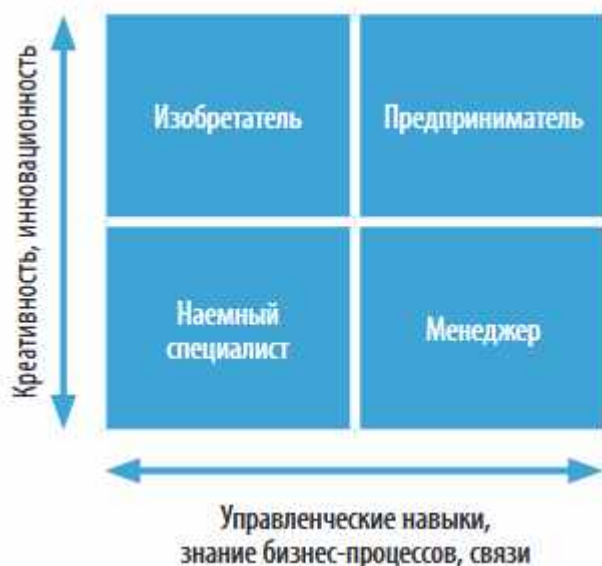 Креативность, инновационность
Изобретатель
Предприниматель
Наемный
специалист
Менеджер
Управленческие навыки,
знание бизнес-процессов, связи